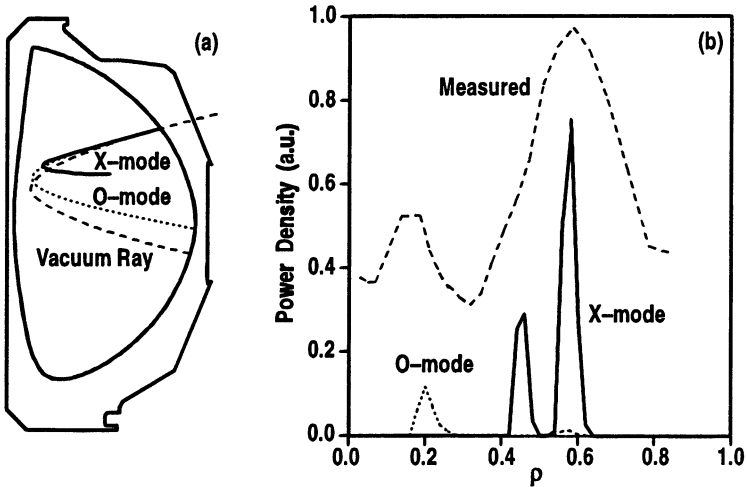 (a)
X–mode
O–mode
Vacuum Ray
(b)
Measured
X–mode
O–mode
Power Density (a.u.)
1.0
0.8
0.6
0.4
0.2
0.0
0.0 0.2 0.4 0.6 0.8 1.0
ρ